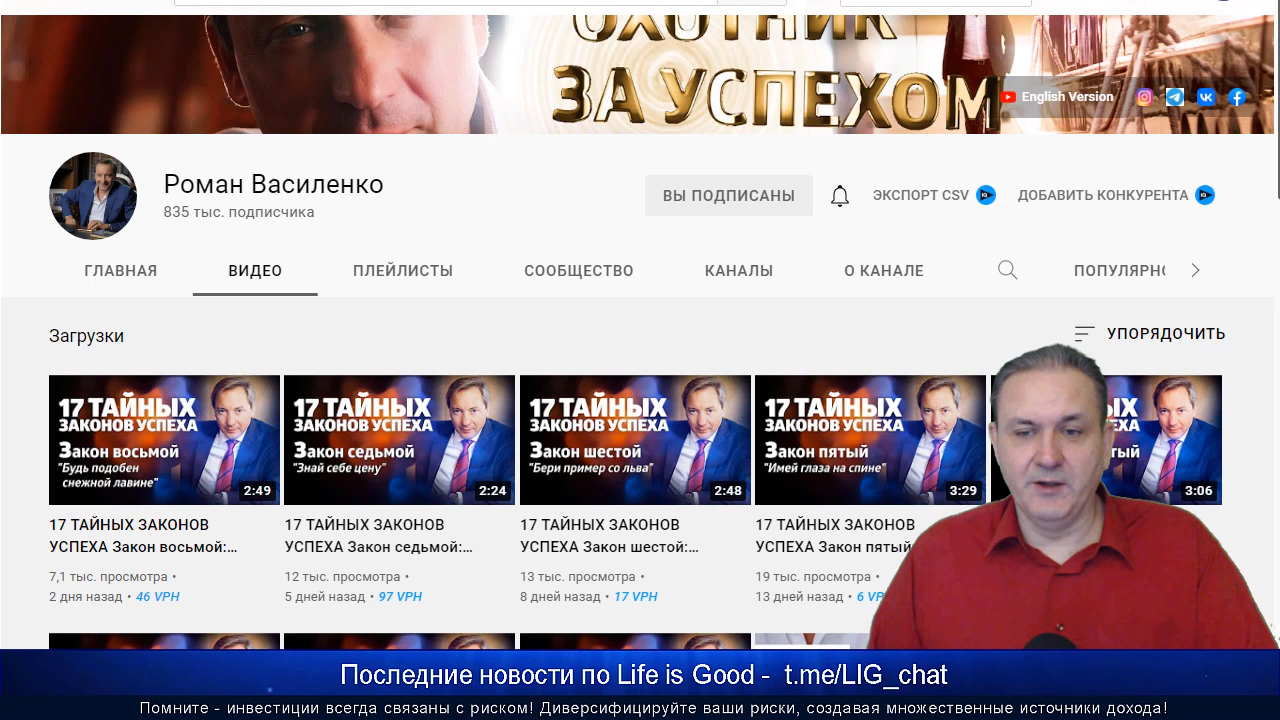 ОХОТНИК
ЗА УСПЕХОМ
English Version
Роман Василенко
835 тыс. подписчика
ВЫ ПОДПИСАНЫ
ЭКСПОРТ CSV
ДОБАВИТЬ КОНКУРЕНТА
ГЛАВНАЯ ВИДЕО ПЛЕЙЛИСТЫ СООБЩЕСТВО КАНАЛЫ О КАНАЛЕ ПОПУЛЯРНО
Загрузки
УПОРЯДОЧИТЬ
17 ТАЙНЫХ
ЗАКОНОВ УСПЕХА
Закон восьмой
"Будь подобен
снежной лавине"
2:49
17 ТАЙНЫХ
ЗАКОНОВ УСПЕХА
Закон седьмой
"Знай себе цену"
2:24
17 ТАЙНЫХ
ЗАКОНОВ УСПЕХА
Закон шестой
"Бери пример со льва"
2:48
17 ТАЙНЫХ
ЗАКОНОВ УСПЕХА
Закон пятый
"Имей глаза на спине"
3:29
3:06
17 ТАЙНЫХ ЗАКОНОВ
УСПЕХА Закон восьмой:...
7,1 тыс. просмотра •
2 дня назад • 46 VPH
17 ТАЙНЫХ ЗАКОНОВ
УСПЕХА Закон седьмой:...
12 тыс. просмотра •
5 дней назад • 97 VPH
17 ТАЙНЫХ ЗАКОНОВ
УСПЕХА Закон шестой:...
13 тыс. просмотра •
8 дней назад • 17 VPH
17 ТАЙНЫХ ЗАКОНОВ
УСПЕХА Закон пятый
19 тыс. просмотра •
13 дней назад • 6 VP
Последние новости по Life is Good - t.me/LIG_chat
Помните - инвестиции всегда связаны с риском! Диверсифицируйте ваши риски, создавая множественные источники дохода!